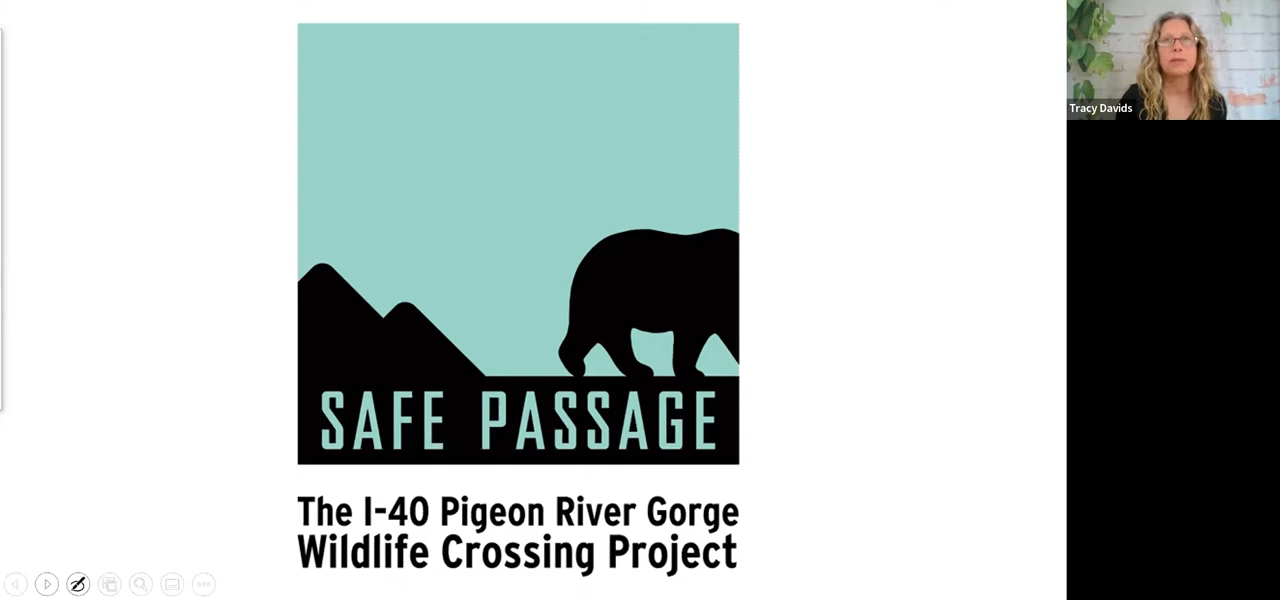 SAFE PASSAGE
The I-40 Pigeon River Gorge
Wildlife Crossing Project
Tracy Davids